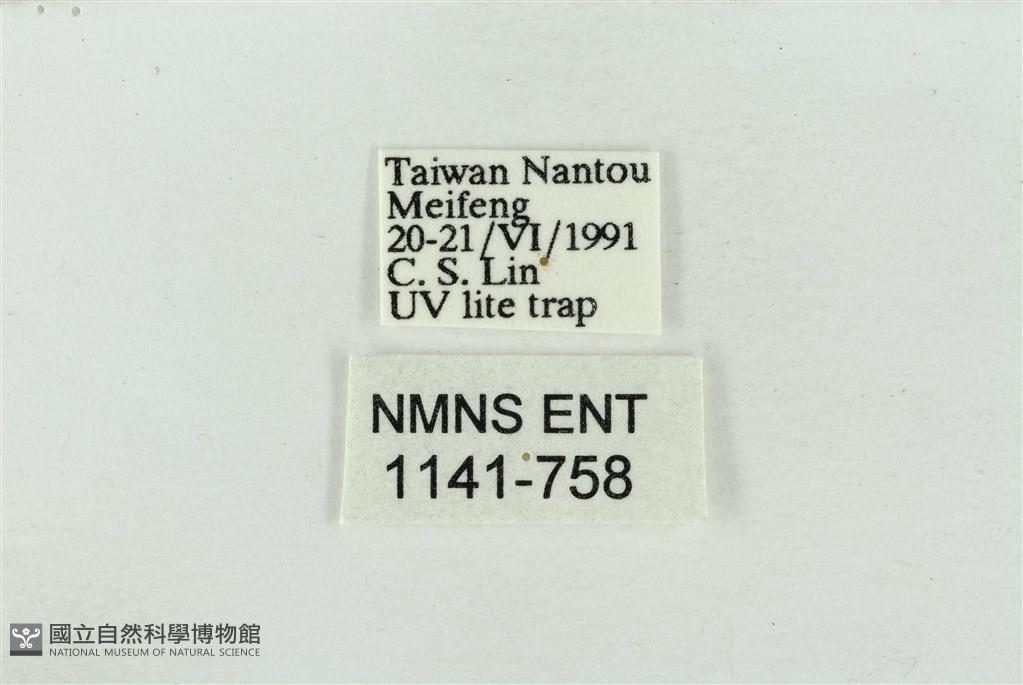 Taiwan Nantou
Meifeng
20-21/VI/1991
C. S. Lin
UV lite trap
NMNS ENT
1141-758
國立自然科學博物館
NATIONAL MUSEUM OF NATURAL SCIENCE